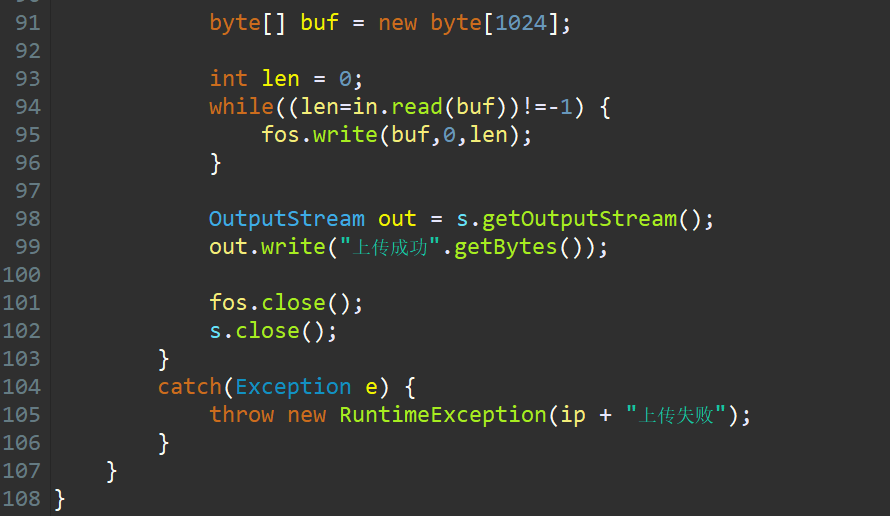 91 byte[] buf = new byte[1024];
92
93 int len = 0;
94 while((len=in.read(buf))!=-1) {
95 fos.write(buf,0,len);
96 }
97
98 OutputStream out = s.getOutputStream();
99 out.write("上传成功".getBytes());
100
101 fos.close();
102 s.close();
103 }
104 catch(Exception e) {
105 throw new RuntimeException(ip + "上传失败");
106 }
107 }
108 }